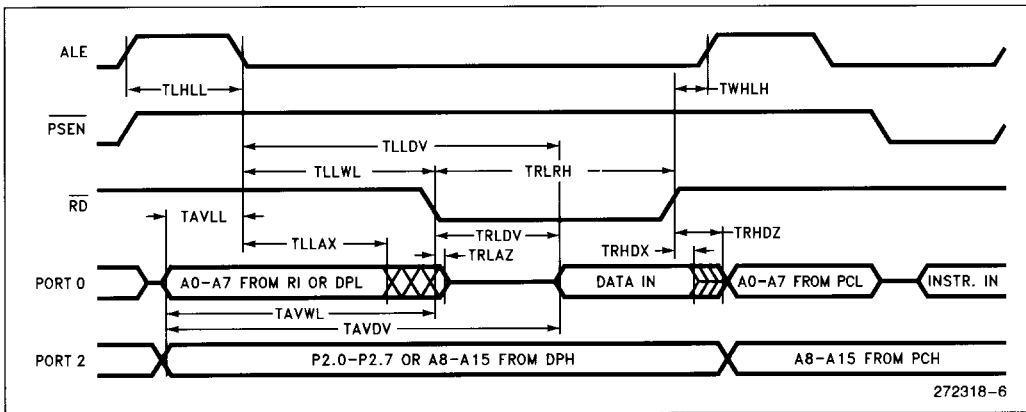 ALE
TLHLL
TWHLH
PSEN
TLLDV
TLLWL
TRLRH
RD
TAVLL
TLLAX
TRLDV
TRLAZ
TRHDX
TRHDZ
PORT 0
A0-A7 FROM RI OR DPL
DATA IN
A0-A7 FROM PCL
INSTR. IN
TAVWL
TAVDV
PORT 2
P2.0-P2.7 OR A8-A15 FROM DPH
A8-A15 FROM PCH
272318-6